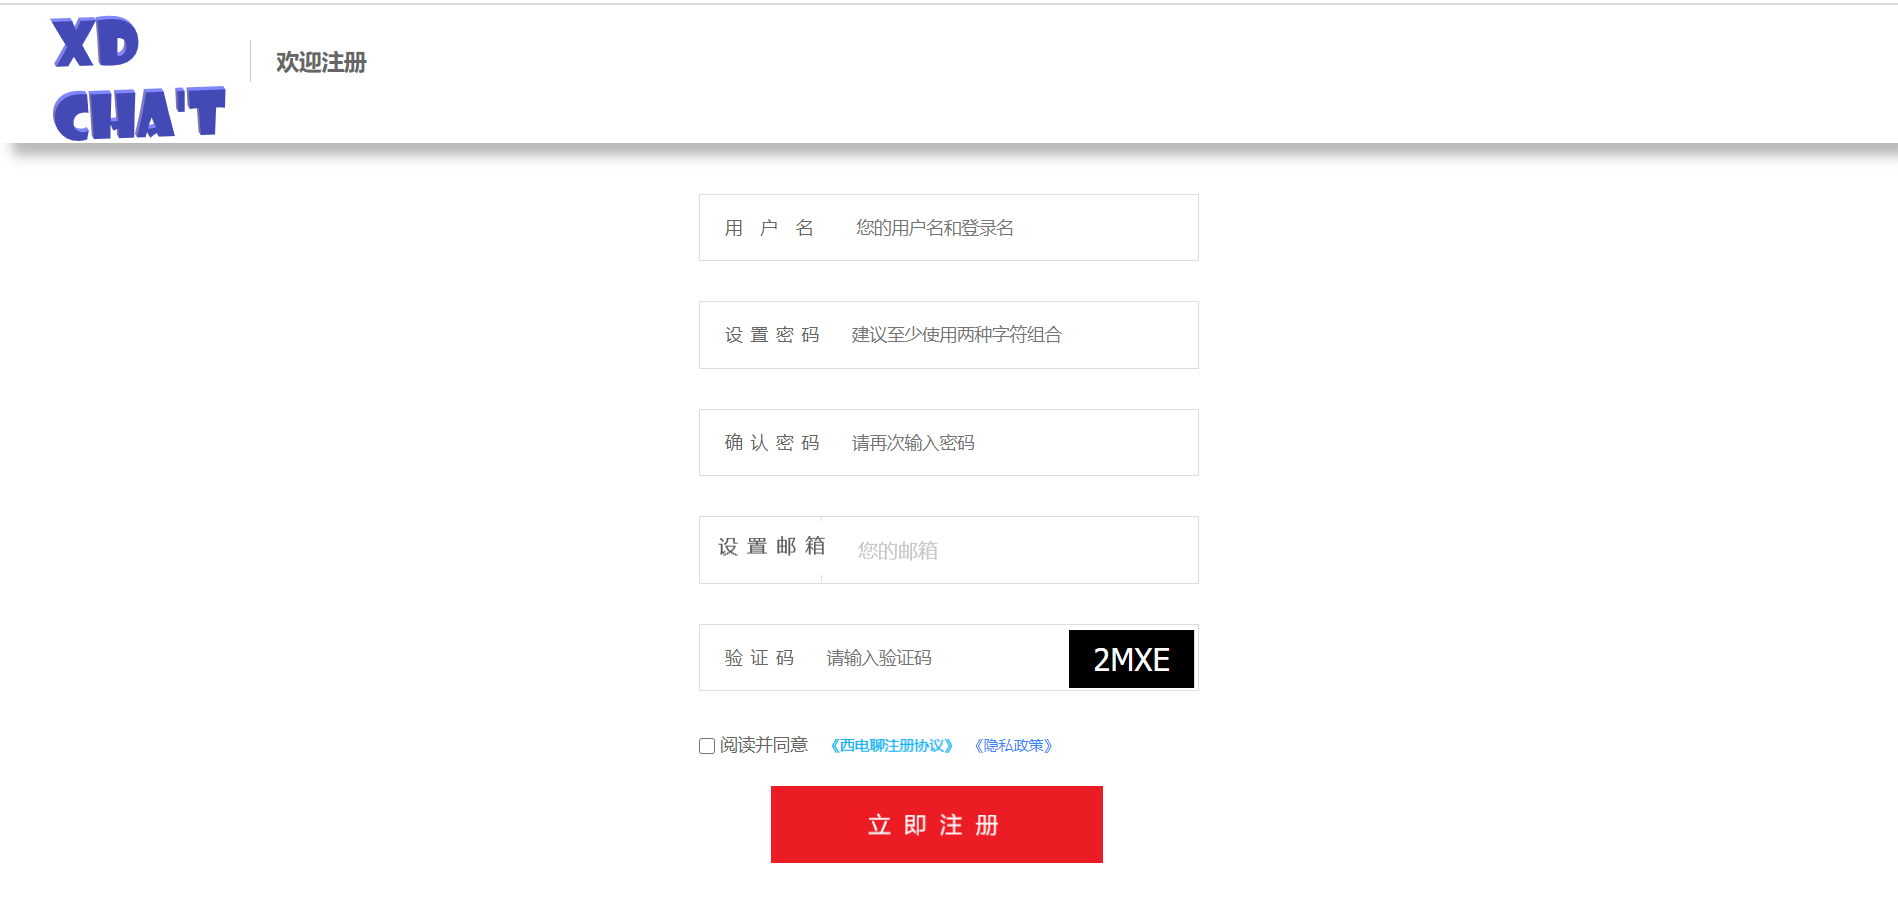 XD
CHA'T
欢迎注册
用 户 名 您的用户名和登录名
设 置 密 码 建议至少使用两种字符组合
确 认 密 码 请再次输入密码
设 置 邮 箱 您的邮箱
验 证 码 请输入验证码 2MXE
阅读并同意 《西电聊注册协议》 《隐私政策》
立 即 注 册